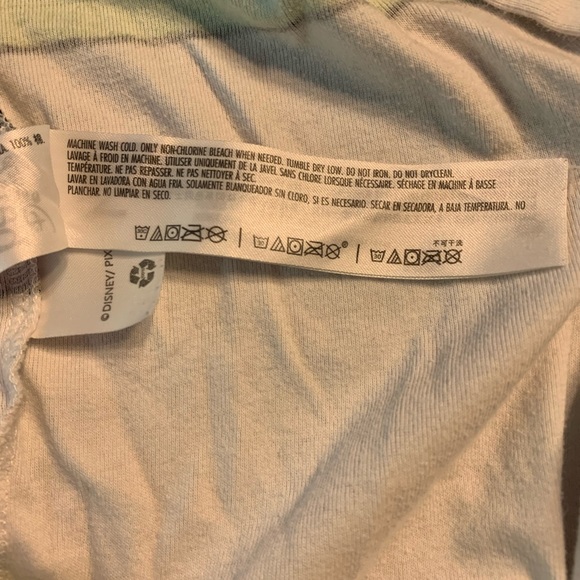 A 100% 棉
MACHINE WASH COLD. ONLY NON-CHLORINE BLEACH WHEN NEEDED. TUMBLE DRY LOW. DO NOT IRON. DO NOT DRYCLEAN.
LAVAGE À FROID EN MACHINE. UTILISER UNIQUEMENT DE LA JAVEL SANS CHLORE LORSQUE NÉCESSAIRE. SÉCHAGE EN MACHINE À BASSE
TEMPÉRATURE. NE PAS REPASSER. NE PAS NETTOYER À SEC.
LAVAR EN LAVADORA CON AGUA FRIA. SOLAMENTE BLANQUEADOR SIN CLORO, SI ES NECESARIO. SECAR EN SECADORA, A BAJA TEMPERATURA. NO
PLANCHAR. NO LIMPIAR EN SECO.
不可干洗
©DISNEY/ PIX